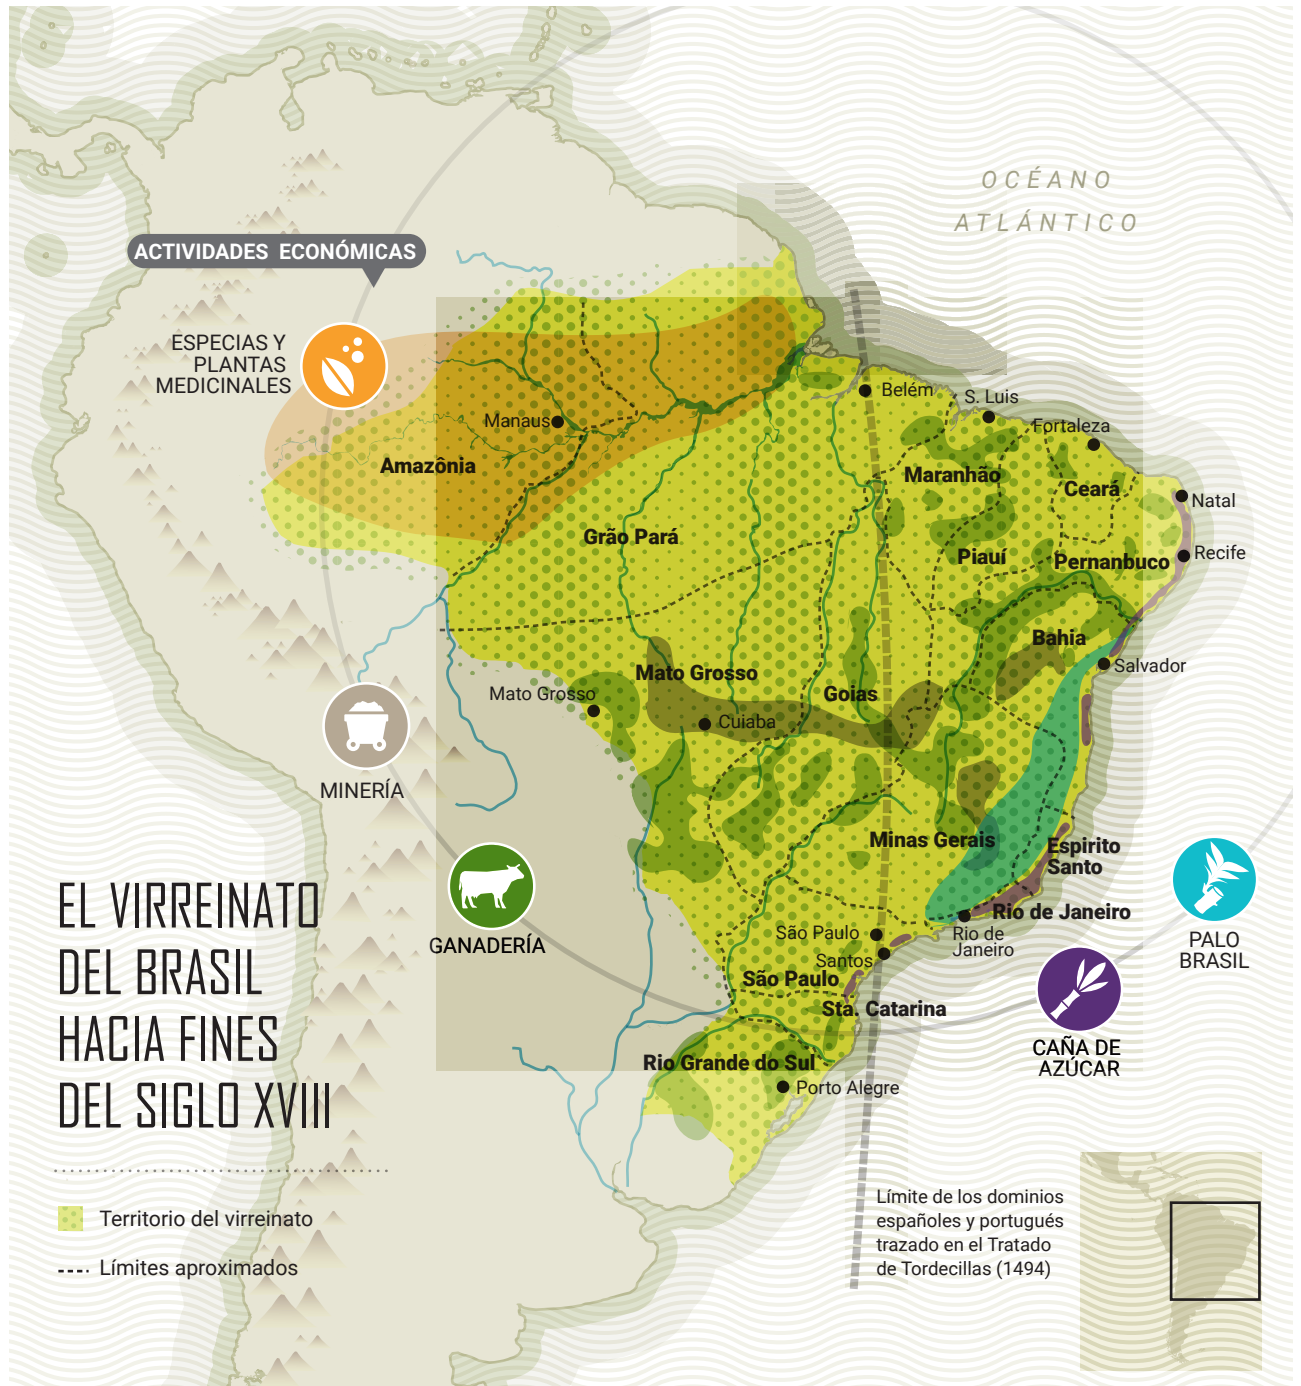 OCÉANO
ATLÁNTICO
ACTIVIDADES ECONÓMICAS
ESPECIAS Y
PLANTAS
MEDICINALES
Belém
S. Luis
Fortaleza
Manaus
Amazônia
Maranhão
Ceará
Natal
Grão Pará
Piauí
Pernanbuco
Recife
Bahia
Salvador
Mato Grosso
Mato Grosso
Goias
Cuiaba
MINERÍA
Minas Gerais
Espirito
Santo
GANADERÍA
Rio de Janeiro
Rio de
Janeiro
São Paulo
Santos
São Paulo
Sta. Catarina
PALO
BRASIL
CAÑA DE
AZÚCAR
Rio Grande do Sul
Porto Alegre
EL VIRREINATO
DEL BRASIL
HACIA FINES
DEL SIGLO XVIII
Territorio del virreinato
Límites aproximados
Límite de los dominios
españoles y portugués
trazado en el Tratado
de Tordecillas (1494)